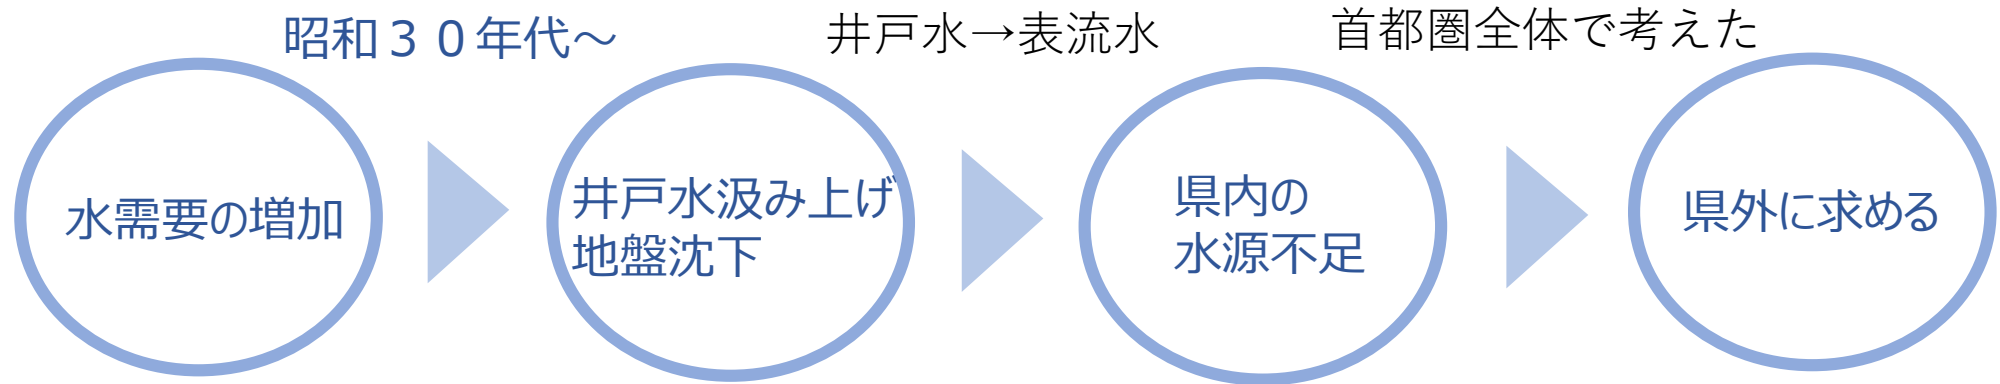 昭和３０年代～
井戸水→表流水
首都圏全体で考えた
水需要の増加
井戸水汲み上げ
地盤沈下
県内の
水源不足
県外に求める